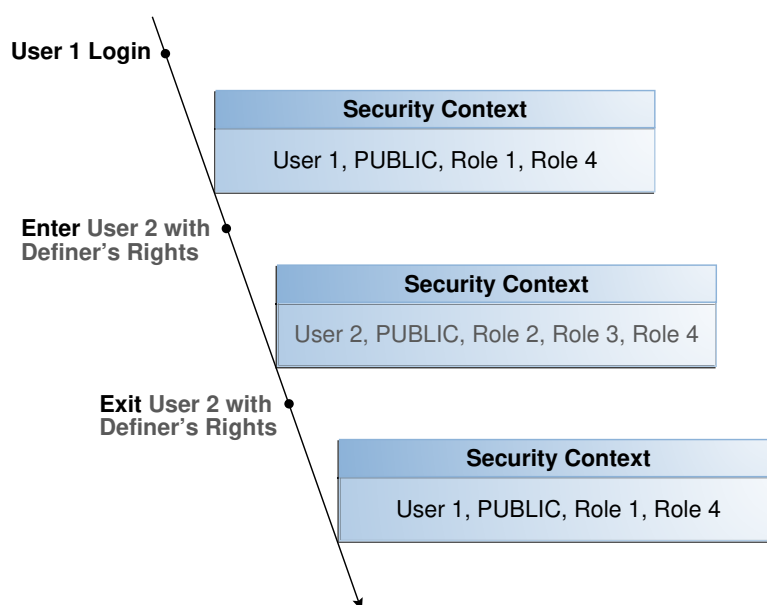 User 1 Login
Security Context
User 1, PUBLIC, Role 1, Role 4
Enter User 2 with
Definer’s Rights
Security Context
User 2, PUBLIC, Role 2, Role 3, Role 4
Exit User 2 with
Definer’s Rights
Security Context
User 1, PUBLIC, Role 1, Role 4